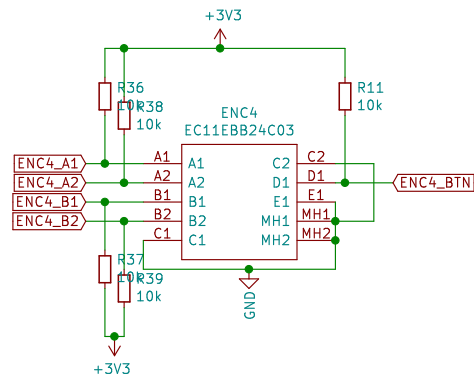 +3V3
R36
10k
R38
10k
R11
10k
ENC4
EC11EBB24C03
ENC4_A1
ENC4_A2
ENC4_B1
ENC4_B2
A1
A2
B1
B2
C1
A1
A2
B1
B2
C1
C2
D1
E1
MH1
MH2
C2
D1
E1
MH1
MH2
ENC4_BTN
R37
10k
R39
10k
GND
+3V3